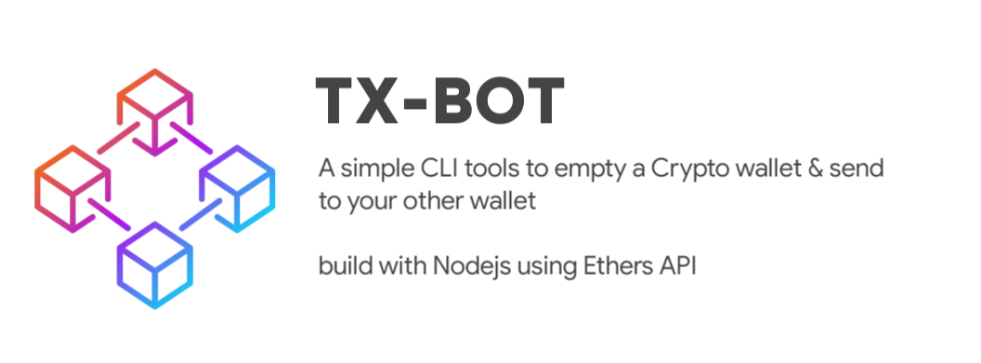 TX-BOT
A simple CLI tools to empty a Crypto wallet & send
to your other wallet
build with Nodejs using Ethers API